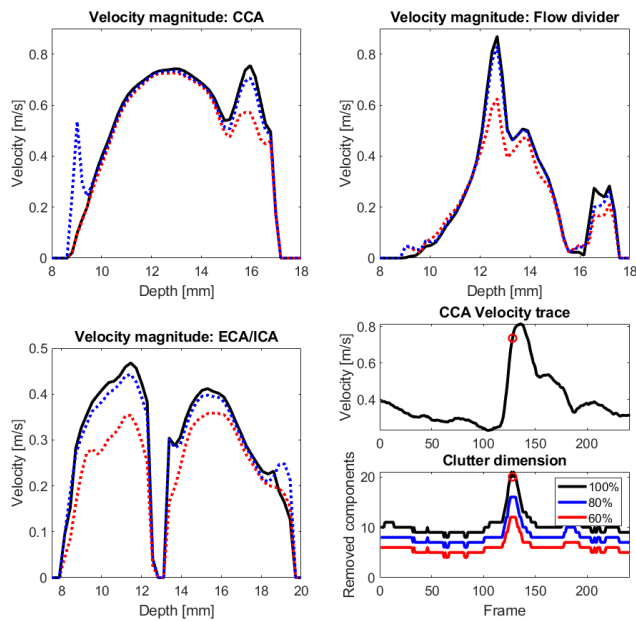 Velocity magnitude: CCA
Velocity [m/s]
0.8
0.6
0.4
0.2
0
8 10 12 14 16 18
Depth [mm]
Velocity magnitude: Flow divider
Velocity [m/s]
0.8
0.6
0.4
0.2
0
8 10 12 14 16 18
Depth [mm]
Velocity magnitude: ECA/ICA
Velocity [m/s]
0.5
0.4
0.3
0.2
0.1
0
8 10 12 14 16 18 20
Depth [mm]
CCA Velocity trace
Velocity [m/s]
0.8
0.6
0.4
0 50 100 150 200
Clutter dimension
Removed components
20
10
0
100%
80%
60%
0 50 100 150 200
Frame